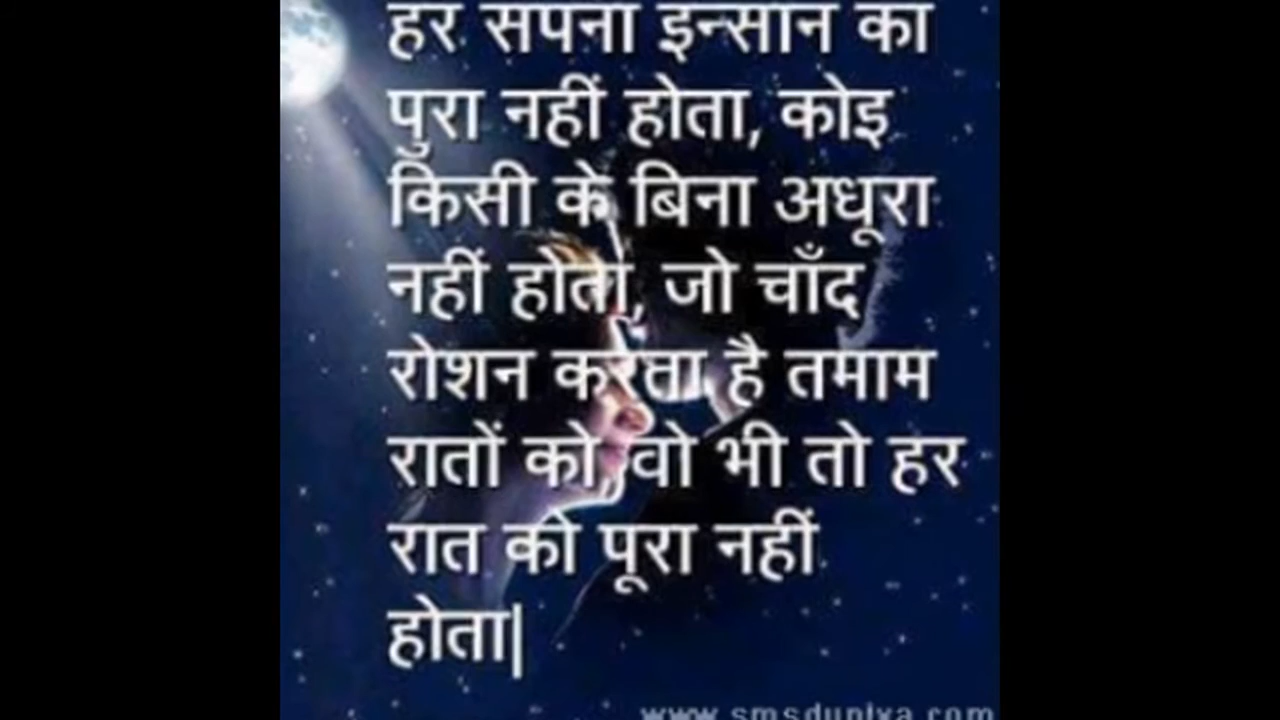 हर सपना इन्सान का
पुरा नहीं होता, कोइ
किसी के बिना अधूरा
नहीं होता, जो चाँद
रोशन करता है तमाम
रातों को, वो भी तो हर
रात को पूरा नहीं
होता|
www.smsduniya.com